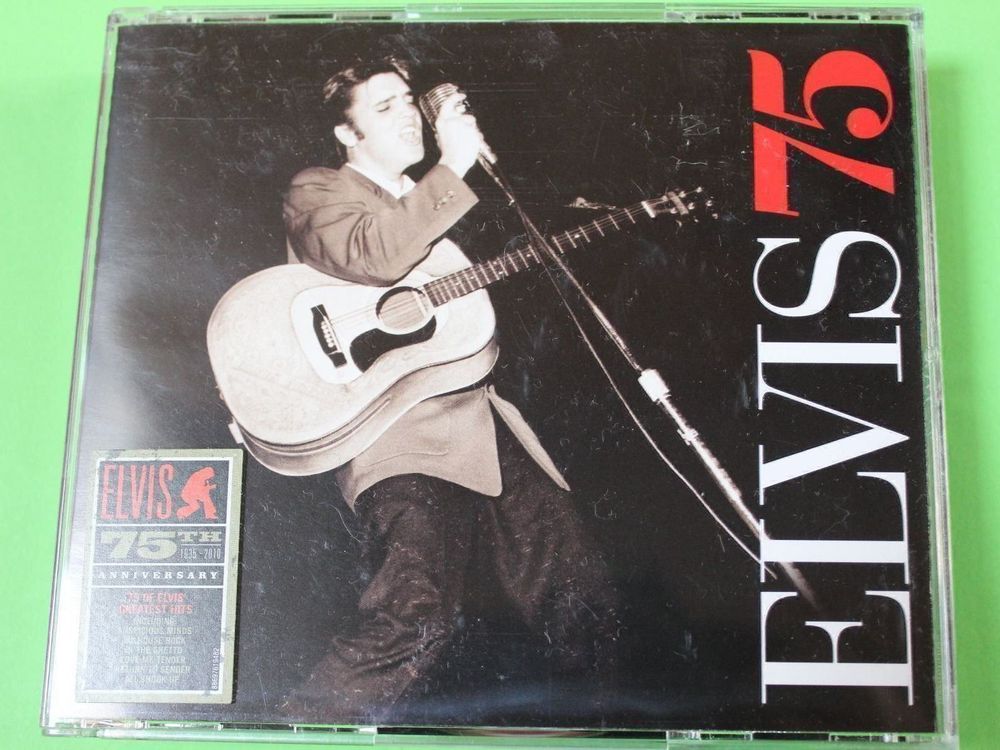 ELVIS 75
ELVIS
75TH
1935-2010
ANNIVERSARY
75 OF ELVIS'
GREATEST HITS
INCLUDING
SUSPICIOUS MINDS
JAILHOUSE ROCK
IN THE GHETTO
LOVE ME TENDER
RETURN TO SENDER
ALL SHOOK UP